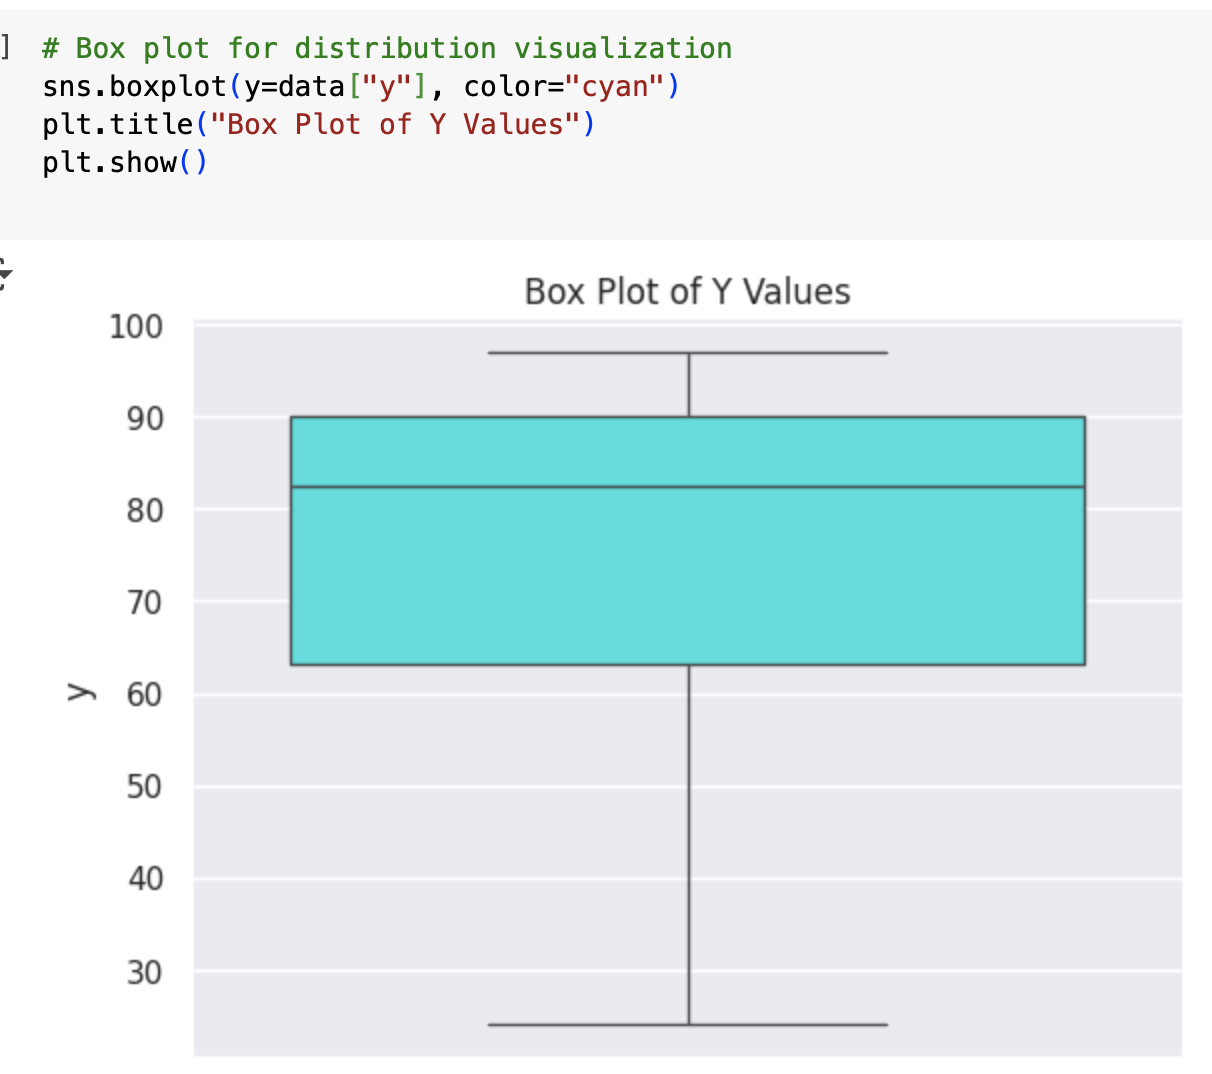 ]
# Box plot for distribution visualization
sns.boxplot(y=data["y"], color="cyan")
plt.title("Box Plot of Y Values")
plt.show()
Box Plot of Y Values
100
90
80
70
y
60
50
40
30